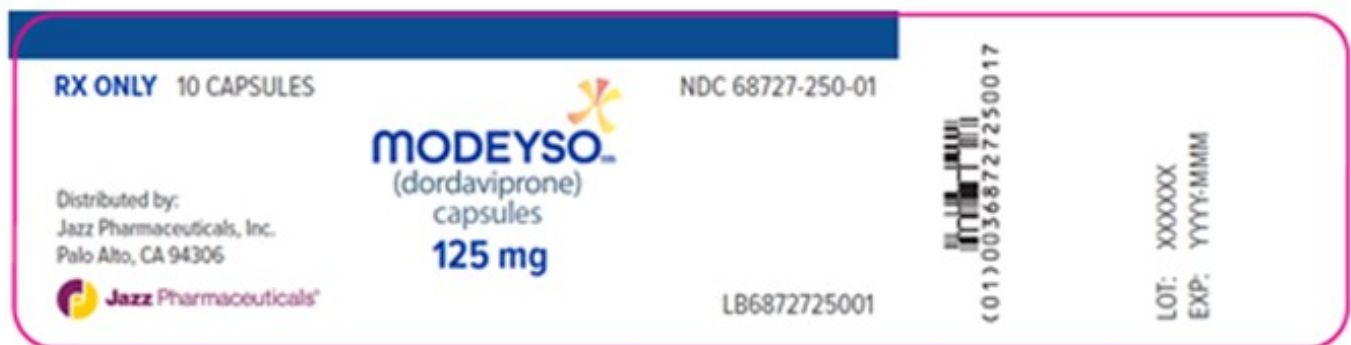 RX ONLY 10 CAPSULES
NDC 68727-250-01
MODEYSO
(dordaviprone)
capsules
125 mg
Distributed by:
Jazz Pharmaceuticals, Inc.
Palo Alto, CA 94306
Jazz Pharmaceuticals®
LB6872725001
(01)00368727250017
LOT: XXXXXX
EXP: YYYY-MMM